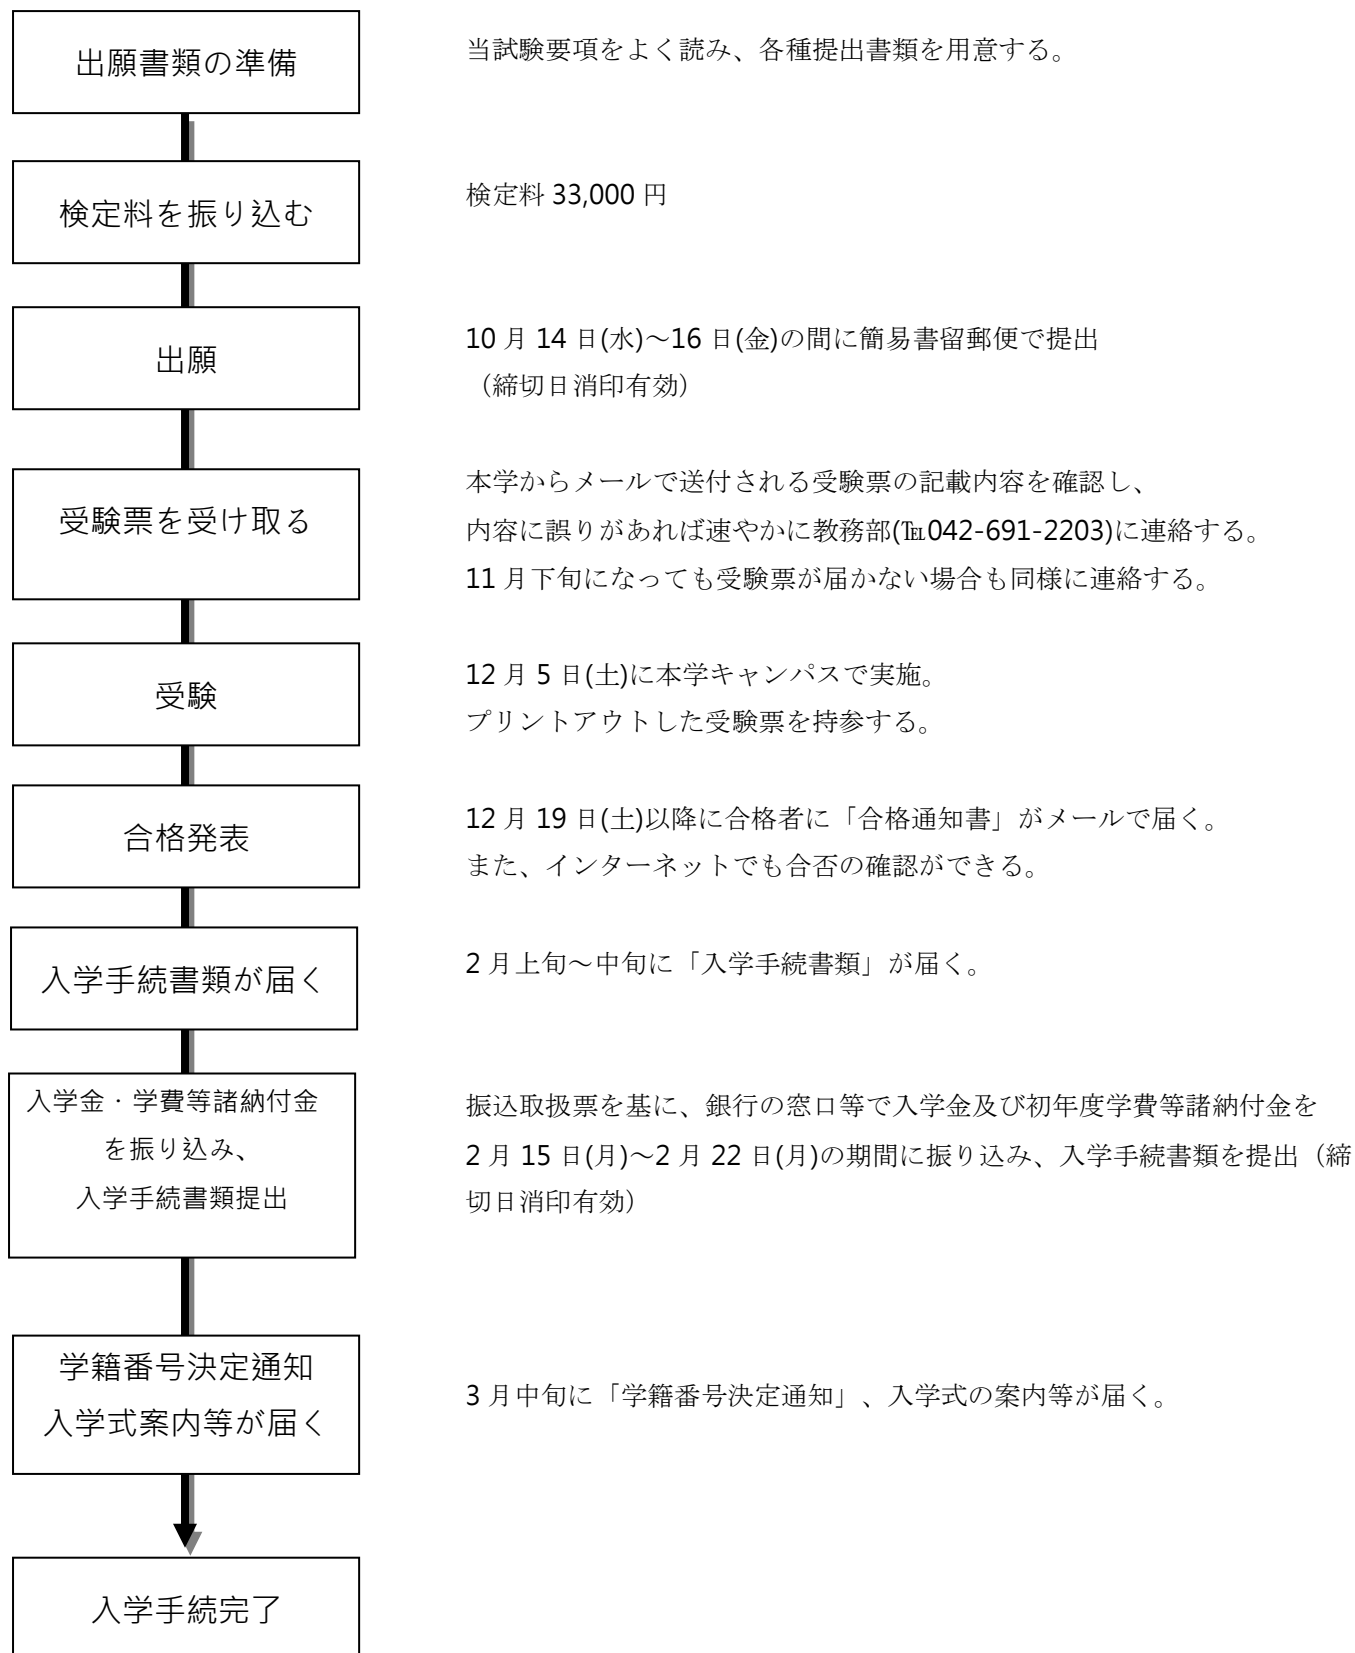 出願書類の準備
当試験要項をよく読み、各種提出書類を用意する。
検定料を振り込む
検定料 33,000 円
出願
10 月 14 日(水)～16 日(金)の間に簡易書留郵便で提出
（締切日消印有効）
受験票を受け取る
本学からメールで送付される受験票の記載内容を確認し、
内容に誤りがあれば速やかに教務部(℡042-691-2203)に連絡する。
11 月下旬になっても受験票が届かない場合も同様に連絡する。
受験
12 月 5 日(土)に本学キャンパスで実施。
プリントアウトした受験票を持参する。
合格発表
12 月 19 日(土)以降に合格者に「合格通知書」がメールで届く。
また、インターネットでも合否の確認ができる。
入学手続書類が届く
2 月上旬～中旬に「入学手続書類」が届く。
入学金・学費等諸納付金
を振り込み、
入学手続書類提出
振込取扱票を基に、銀行の窓口等で入学金及び初年度学費等諸納付金を
2 月 15 日(月)～2 月 22 日(月)の期間に振り込み、入学手続書類を提出（締
切日消印有効）
学籍番号決定通知
入学式案内等が届く
3 月中旬に「学籍番号決定通知」、入学式の案内等が届く。
入学手続完了